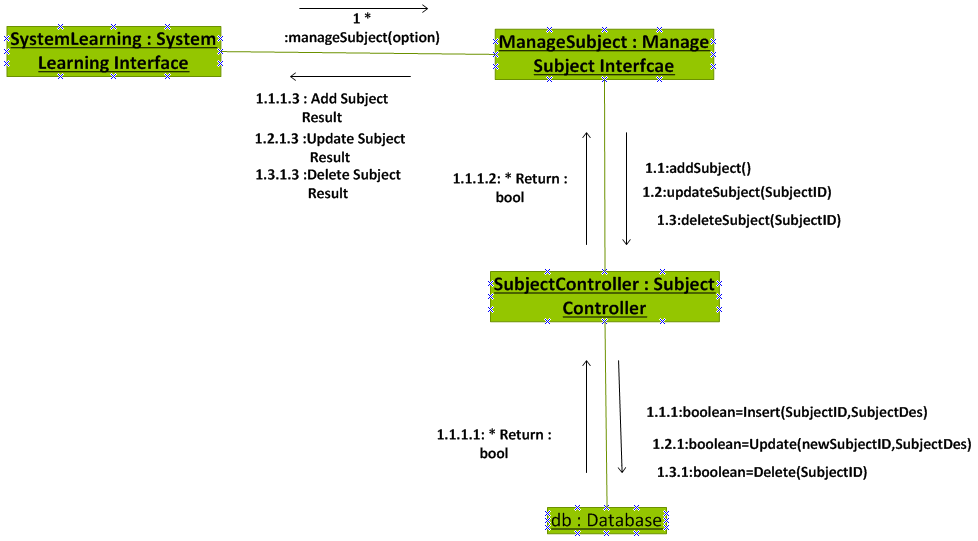 1 *
:manageSubject(option)
SystemLearning : System
Learning Interface
ManageSubject : Manage
Subject Interfcae
1.1.1.3 : Add Subject
Result
1.2.1.3 :Update Subject
Result
1.3.1.3 :Delete Subject
Result
1.1.1.2: * Return :
bool
1.1:addSubject()
1.2:updateSubject(SubjectID)
1.3:deleteSubject(SubjectID)
SubjectController : Subject
Controller
1.1.1.1: * Return :
bool
1.1.1:boolean=Insert(SubjectID,SubjectDes)
1.2.1:boolean=Update(newSubjectID,SubjectDes)
1.3.1:boolean=Delete(SubjectID)
db : Database